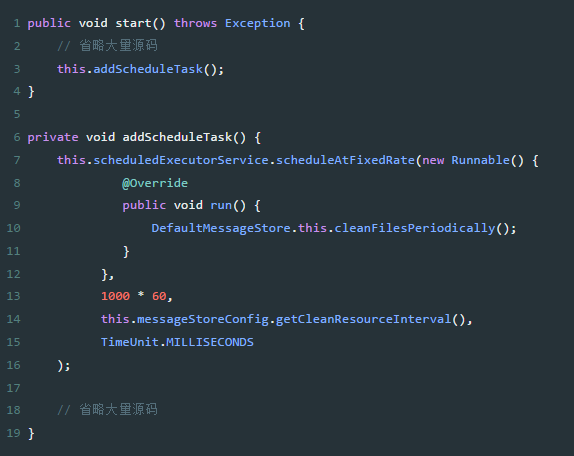 1 public void start() throws Exception {
2     // 省略大量源码
3     this.addScheduleTask();
4 }
5
6 private void addScheduleTask() {
7     this.scheduledExecutorService.scheduleAtFixedRate(new Runnable() {
8             @Override
9             public void run() {
10                 DefaultMessageStore.this.cleanFilesPeriodically();
11             }
12         },
13         1000 * 60,
14         this.messageStoreConfig.getCleanResourceInterval(),
15         TimeUnit.MILLISECONDS
16     );
17
18     // 省略大量源码
19 }